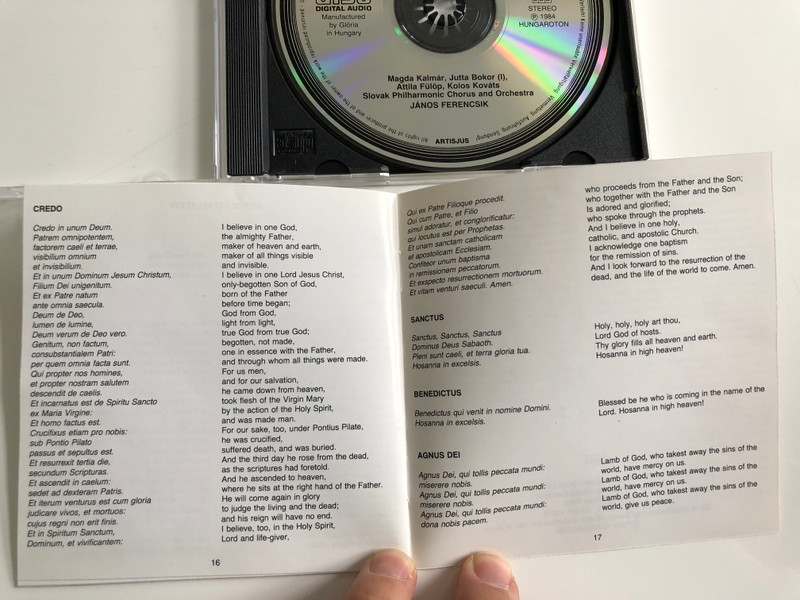 DIGITAL AUDIO
Manufactured
by Glória
in Hungary
STEREO
℗ 1984
HUNGAROTON
Magda Kalmár, Jutta Bokor (I),
Attila Fülöp, Kolos Kováts
Slovak Philharmonic Chorus and Orchestra
JÁNOS FERENCSIK
ARTISJUS
All rights of the producer and of the owner of the work reproduced
CREDO
Credo in unum Deum.
Patrem omnipotentem,
factorem caeli et terrae,
visibilium omnium
et invisibilium.
Et in unum Dominum Jesum Christum,
Filium Dei unigenitum.
Et ex Patre natum
ante omnia saecula.
Deum de Deo,
lumen de lumine,
Deum verum de Deo vero.
Genitum, non factum,
consubstantialem Patri:
per quem omnia facta sunt.
Qui propter nos homines,
et propter nostram salutem
descendit de caelis.
Et incarnatus est de Spiritu Sancto
ex Maria Virgine:
Et homo factus est.
Crucifixus etiam pro nobis:
sub Pontio Pilato
passus et sepultus est.
Et resurrexit tertia die,
secundum Scripturas.
Et ascendit in caelum:
sedet ad dexteram Patris.
Et iterum venturus est cum gloria
judicare vivos, et mortuos:
cujus regni non erit finis.
Et in Spiritum Sanctum,
Dominum, et vivificantem:
I believe in one God,
the almighty Father,
maker of heaven and earth,
maker of all things visible
and invisible.
I believe in one Lord Jesus Christ,
only-begotten Son of God,
born of the Father
before time began;
God from God,
light from light,
true God from true God;
begotten, not made,
one in essence with the Father,
and through whom all things were made.
For us men,
and for our salvation,
he came down from heaven,
took flesh of the Virgin Mary
by the action of the Holy Spirit,
and was made man.
For our sake, too, under Pontius Pilate,
he was crucified,
suffered death, and was buried.
And the third day he rose from the dead,
as the scriptures had foretold.
And he ascended to heaven,
where he sits at the right hand of the Father.
He will come again in glory
to judge the living and the dead;
and his reign will have no end.
I believe, too, in the Holy Spirit,
Lord and life-giver,
16
Qui ex Patre Filioque procedit.
Qui cum Patre, et Filio
simul adoratur, et conglorificatur:
qui locutus est per Prophetas.
Et unam sanctam catholicam
et apostolicam Ecclesiam.
Confiteor unum baptisma
in remissionem peccatorum.
Et exspecto resurrectionem mortuorum.
Et vitam venturi saeculi. Amen.
who proceeds from the Father and the Son;
who together with the Father and the Son
Is adored and glorified;
who spoke through the prophets.
And I believe in one holy,
catholic, and apostolic Church.
I acknowledge one baptism
for the remission of sins.
And I look forward to the resurrection of the
dead, and the life of the world to come. Amen.
SANCTUS
Sanctus, Sanctus, Sanctus
Dominus Deus Sabaoth.
Pleni sunt caeli, et terra gloria tua.
Hosanna in excelsis.
Holy, holy, holy art thou,
Lord God of hosts.
Thy glory fills all heaven and earth.
Hosanna in high heaven!
BENEDICTUS
Benedictus qui venit in nomine Domini.
Hosanna in excelsis.
Blessed be he who is coming in the name of the
Lord. Hosanna in high heaven!
AGNUS DEI
Agnus Dei, qui tollis peccata mundi:
miserere nobis.
Agnus Dei, qui tollis peccata mundi:
miserere nobis.
Agnus Dei, qui tollis peccata mundi:
dona nobis pacem.
Lamb of God, who takest away the sins of the
world, have mercy on us.
Lamb of God, who takest away the sins of the
world, have mercy on us.
Lamb of God, who takest away the sins of the
world, give us peace.
17